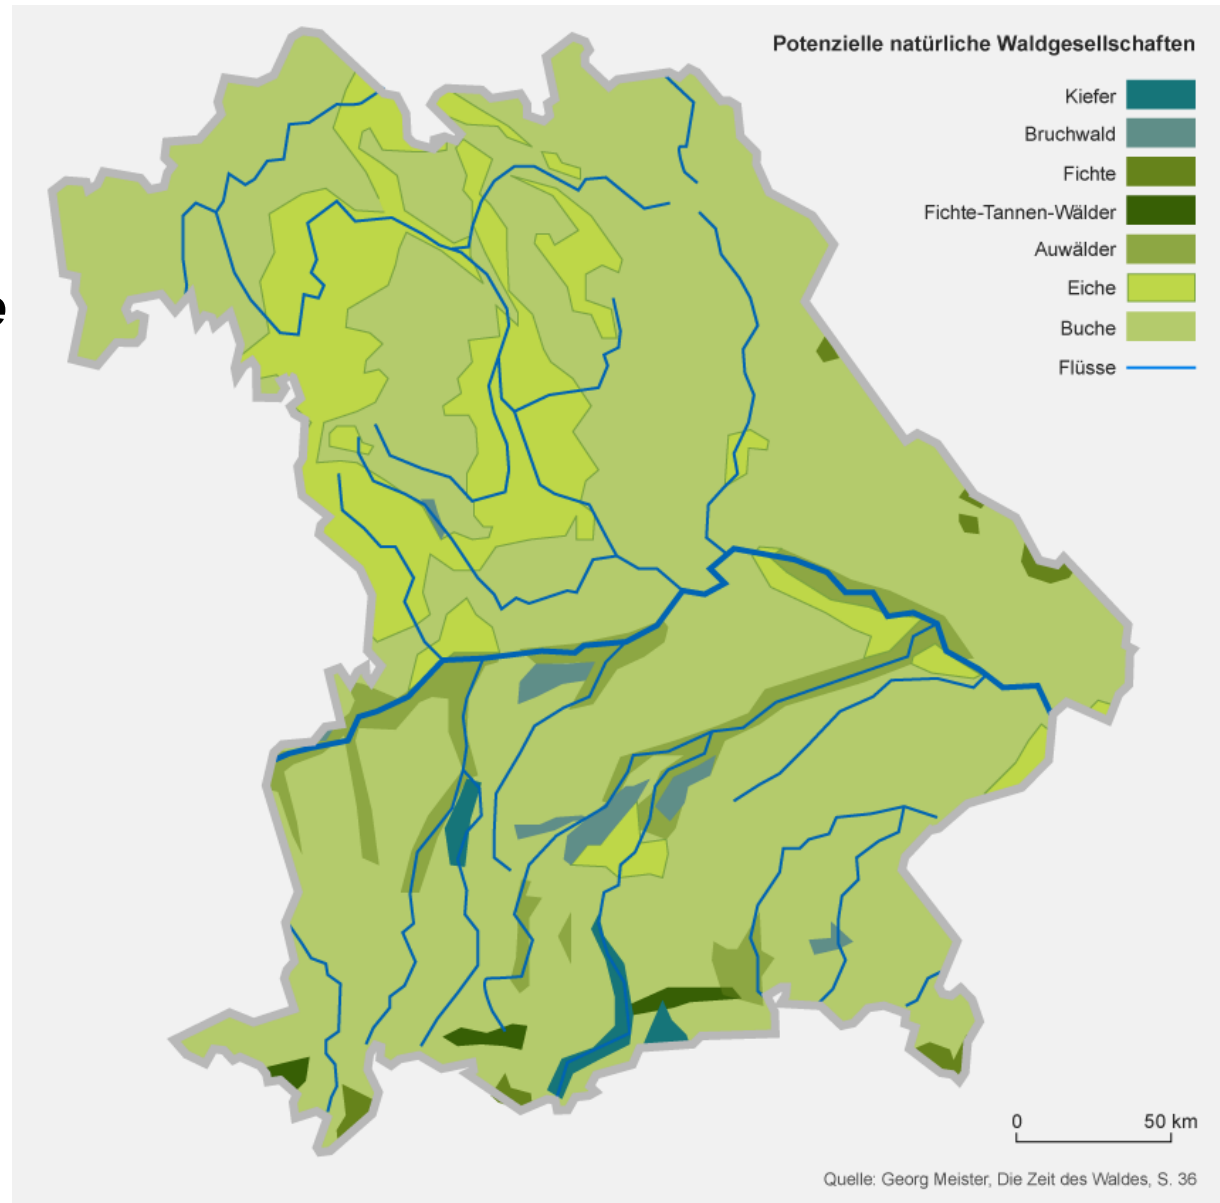 Potenzielle natürliche Waldgesellschaften
Kiefer
Bruchwald
Fichte
Fichte-Tannen-Wälder
Auwälder
Eiche
Buche
Flüsse
e
0 50 km
Quelle: Georg Meister, Die Zeit des Waldes, S. 36